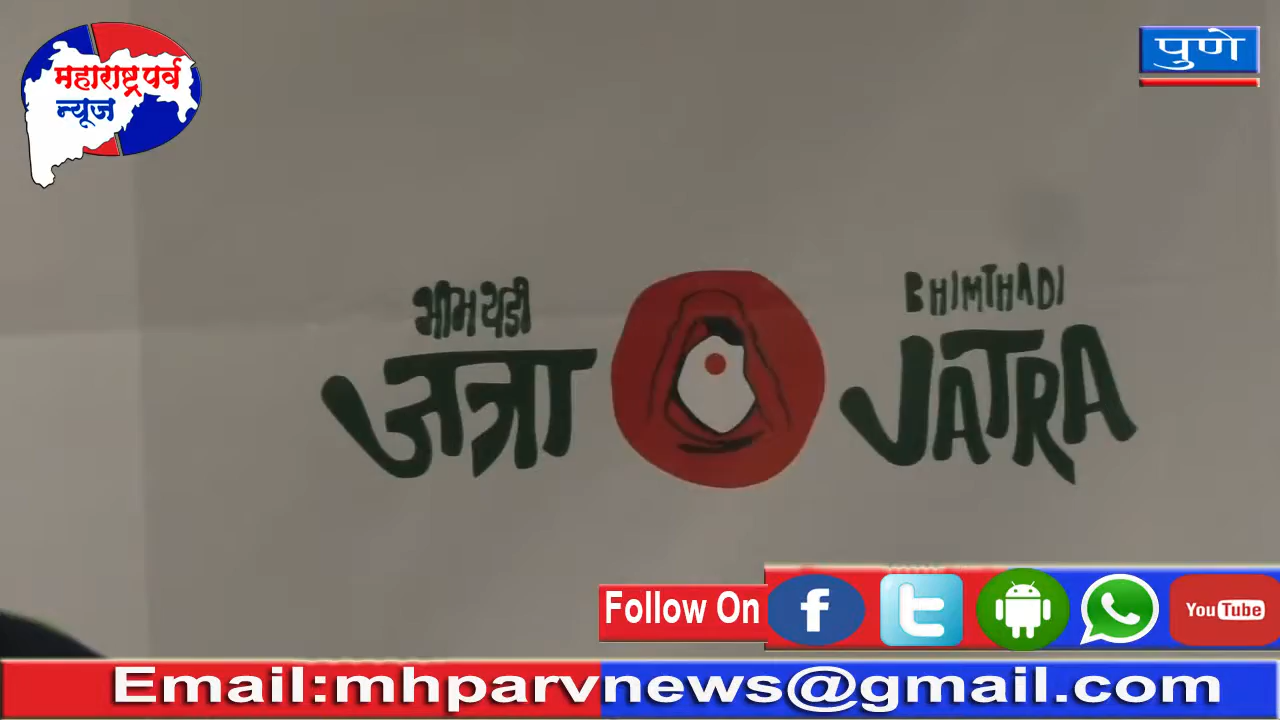 महाराष्ट्र पर्व
न्यूज
पुणे
भीमथडी
जत्रा
BHIMTHADI
JATRA
Follow On
You Tube
Email:mhparvnews@gmail.com